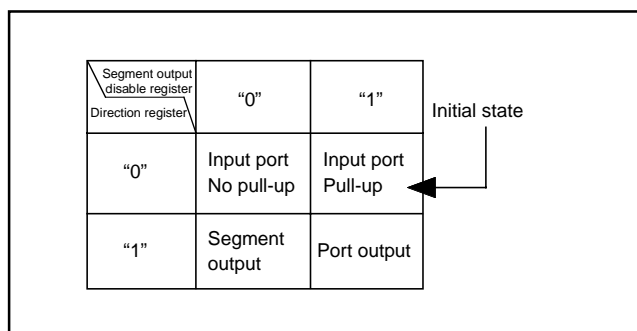 Segment output
disable register
Direction register
“0”
“1”
Initial state
“0”
Input port
No pull-up
Input port
Pull-up
“1”
Segment
output
Port output